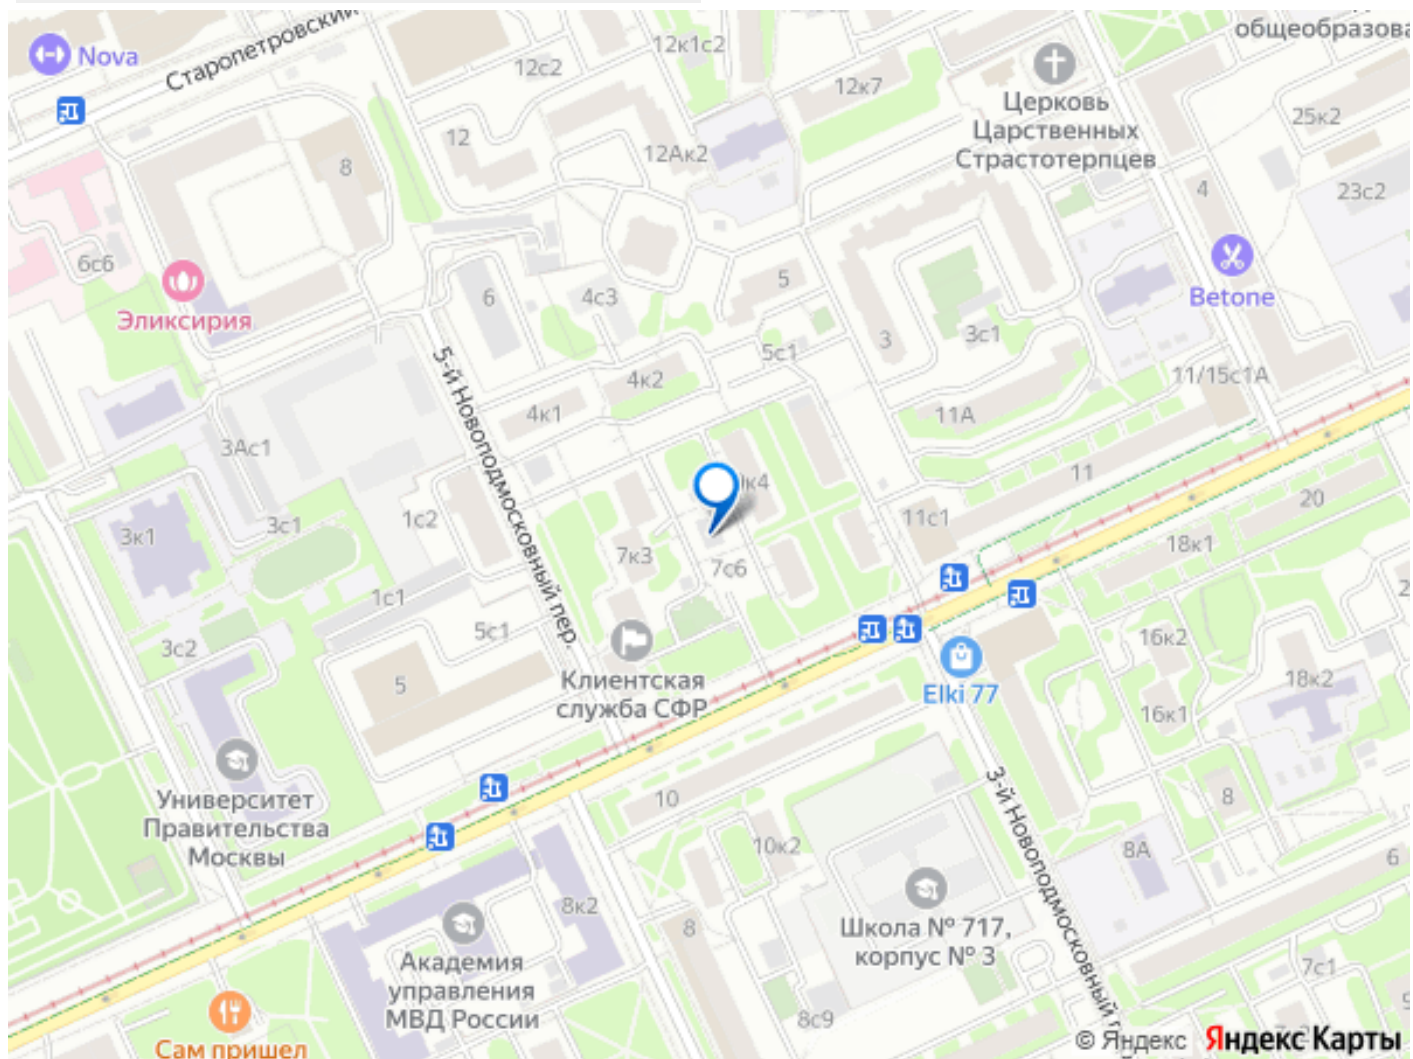 Nova
Старопетровский
12к1с2
общеобразова
12с2
12к7
Церковь
Царственных
Страстотерпцев
25к2
12
12Ак2
8
4
23с2
6с6
Эликсирия
6
4с3
5
Betone
3
3с1
5с1
5-й Новоподмосковный пер.
4к2
4к1
11/15с1А
11А
3Ас1
11
к4
20
1с2
3с1
3к1
11с1
18к1
7к3
7с6
1с1
5с1
3с2
16к2
5
Клиентская
служба СФР
Elki 77
18к2
16к1
Университет
Правительства
Москвы
10
3-й Новоподмосковный п
8
10к2
8А
6
8к2
8
Школа № 717,
корпус № 3
Академия
управления
МВД России
7с1
8с9
Сам пришел
© Яндекс Яндекс Карты